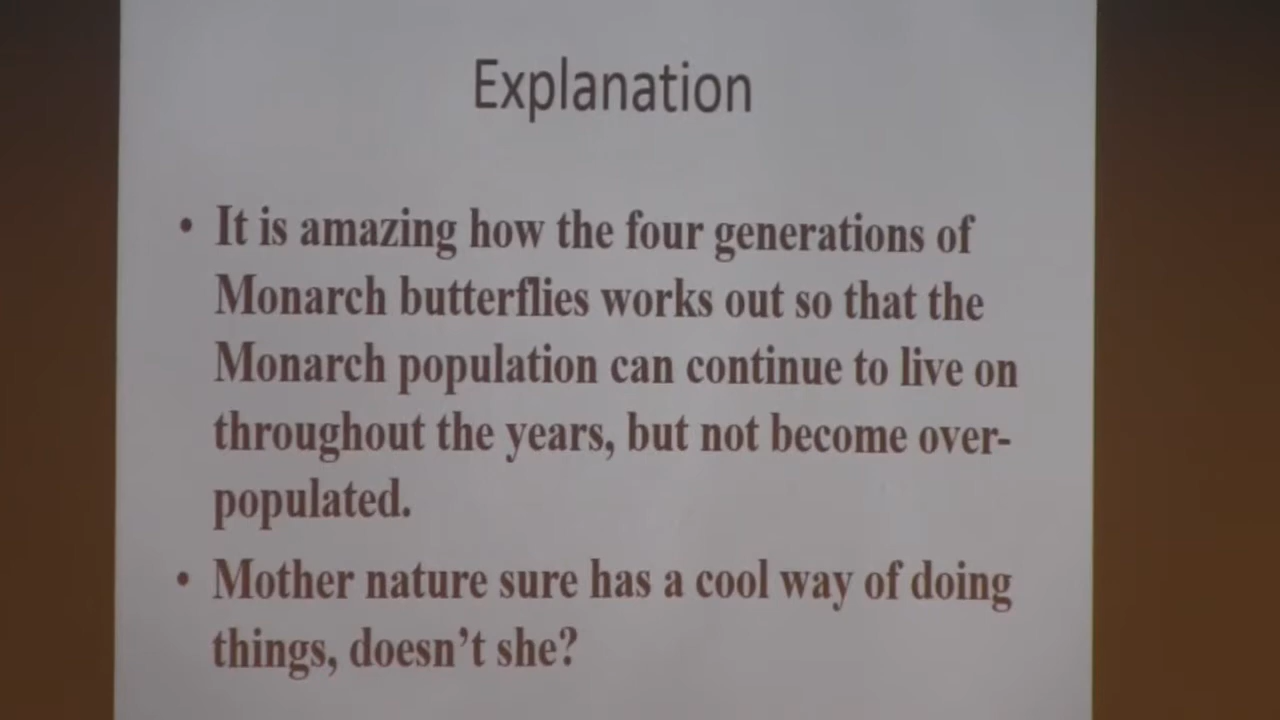 Explanation
• It is amazing how the four generations of
Monarch butterflies works out so that the
Monarch population can continue to live on
throughout the years, but not become over-
populated.
• Mother nature sure has a cool way of doing
things, doesn’t she?